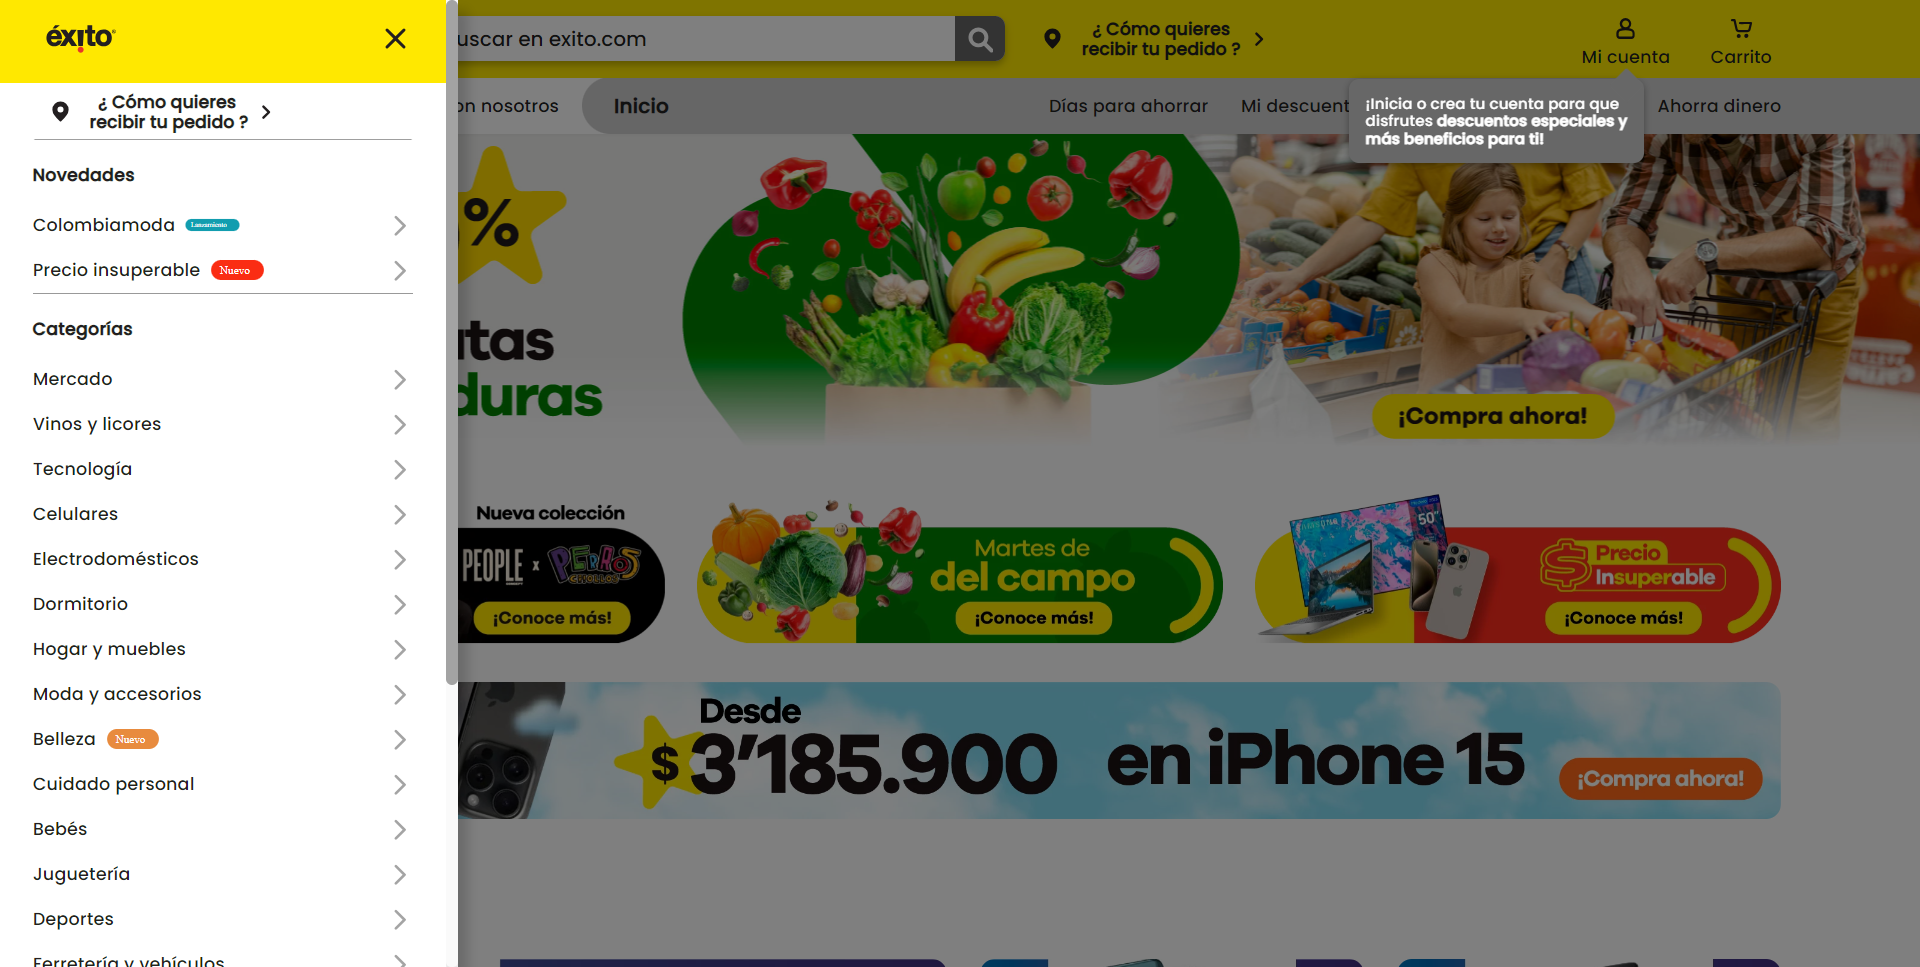 éxito
¿ Cómo quieres
recibir tu pedido ?
Novedades
Colombiamoda Lanzamiento
Precio insuperable Nuevo
Categorías
Mercado
Vinos y licores
Tecnología
Celulares
Electrodomésticos
Dormitorio
Hogar y muebles
Moda y accesorios
Belleza Nuevo
Cuidado personal
Bebés
Juguetería
Deportes
Ferretería y vehículos
uscar en exito.com
¿ Cómo quieres
recibir tu pedido ?
Mi cuenta
Carrito
on nosotros
Inicio
Días para ahorrar
Mi descuent
Ahorra dinero
¡Inicia o crea tu cuenta para que
disfrutes descuentos especiales y
más beneficios para ti!
%
tas
duras
¡Compra ahora!
Nueva colección
PEOPLE x PERROS CRIOLLOS
¡Conoce más!
Martes de
del campo
¡Conoce más!
50"
$ Precio
Insuperable
¡Conoce más!
Desde
$ 3'185.900 en iPhone 15
¡Compra ahora!